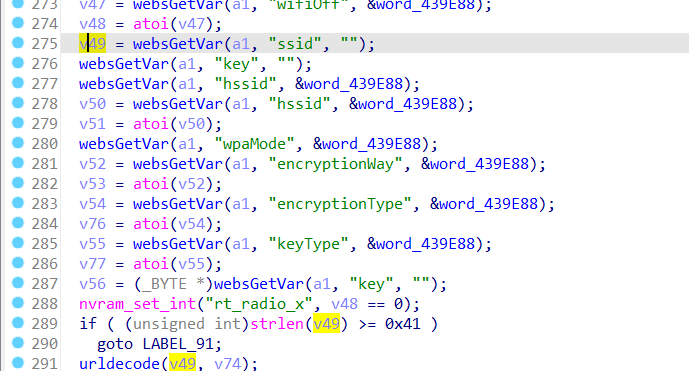 273 v47 = websGetVar(a1, "wifiOff", &word_439E88);
274 v48 = atoi(v47);
275 v49 = websGetVar(a1, "ssid", "");
276 websGetVar(a1, "key", "");
277 websGetVar(a1, "hssid", &word_439E88);
278 v50 = websGetVar(a1, "hssid", &word_439E88);
279 v51 = atoi(v50);
280 websGetVar(a1, "wpaMode", &word_439E88);
281 v52 = websGetVar(a1, "encryptionWay", &word_439E88);
282 v53 = atoi(v52);
283 v54 = websGetVar(a1, "encryptionType", &word_439E88);
284 v76 = atoi(v54);
285 v55 = websGetVar(a1, "keyType", &word_439E88);
286 v77 = atoi(v55);
287 v56 = (_BYTE *)websGetVar(a1, "key", "");
288 nvram_set_int("rt_radio_x", v48 == 0);
289 if ( (unsigned int)strlen(v49) >= 0x41 )
290 goto LABEL_91;
291 urldecode(v49, v74);